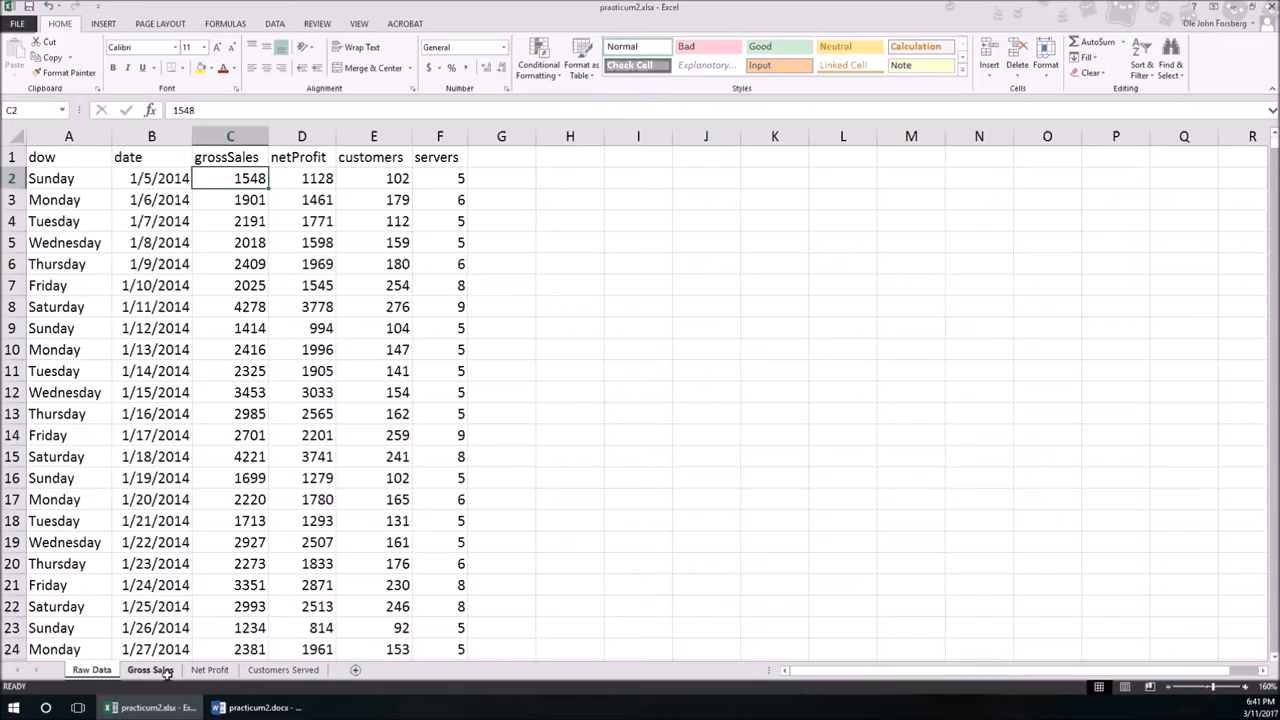 practicum2.xlsx - Excel
FILE HOME INSERT PAGE LAYOUT FORMULAS DATA REVIEW VIEW ACROBAT Ole John Forsberg
Cut Calibri 11 Wrap Text General Normal Bad Good Neutral Calculation AutoSum
Copy Fill
Paste Format Painter B I U Merge & Center $ % Conditional Formatting Format as Table Check Cell Explanatory... Input Linked Cell Note Insert Delete Format Clear Sort & Filter Find & Select
Clipboard Font Alignment Number Styles Cells Editing
C2 fx 1548
A B C D E F G H I J K L M N O P Q R
1 dow date grossSales netProfit customers servers
2 Sunday 1/5/2014 1548 1128 102 5
3 Monday 1/6/2014 1901 1461 179 6
4 Tuesday 1/7/2014 2191 1771 112 5
5 Wednesday 1/8/2014 2018 1598 159 5
6 Thursday 1/9/2014 2409 1969 180 6
7 Friday 1/10/2014 2025 1545 254 8
8 Saturday 1/11/2014 4278 3778 276 9
9 Sunday 1/12/2014 1414 994 104 5
10 Monday 1/13/2014 2416 1996 147 5
11 Tuesday 1/14/2014 2325 1905 141 5
12 Wednesday 1/15/2014 3453 3033 154 5
13 Thursday 1/16/2014 2985 2565 162 5
14 Friday 1/17/2014 2701 2201 259 9
15 Saturday 1/18/2014 4221 3741 241 8
16 Sunday 1/19/2014 1699 1279 102 5
17 Monday 1/20/2014 2220 1780 165 6
18 Tuesday 1/21/2014 1713 1293 131 5
19 Wednesday 1/22/2014 2927 2507 161 5
20 Thursday 1/23/2014 2273 1833 176 6
21 Friday 1/24/2014 3351 2871 230 8
22 Saturday 1/25/2014 2993 2513 246 8
23 Sunday 1/26/2014 1234 814 92 5
24 Monday 1/27/2014 2381 1961 153 5
Raw Data Gross Sales Net Profit Customers Served
READY 160%
practicum2.xlsx - Ex... practicum2.docx - ... 6:41 PM
3/11/2017